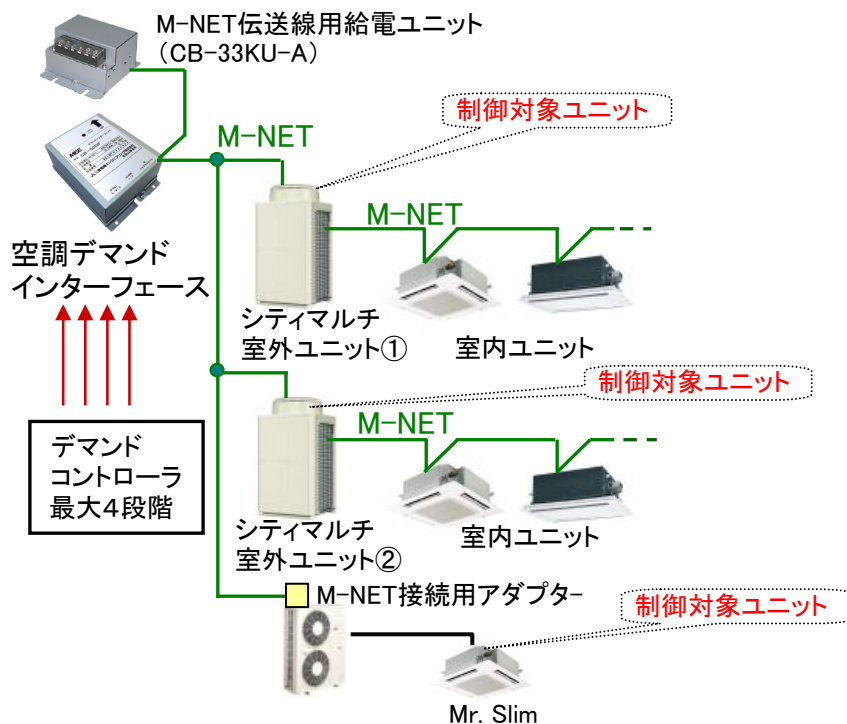 M-NET伝送線用給電ユニット
（CB-33KU-A）
制御対象ユニット
M-NET
M-NET
空調デマンド
インターフェース
シティマルチ
室外ユニット①
室内ユニット
制御対象ユニット
M-NET
デマンド
コントローラ
最大４段階
シティマルチ
室外ユニット②
室内ユニット
M-NET接続用アダプター
制御対象ユニット
Mr. Slim